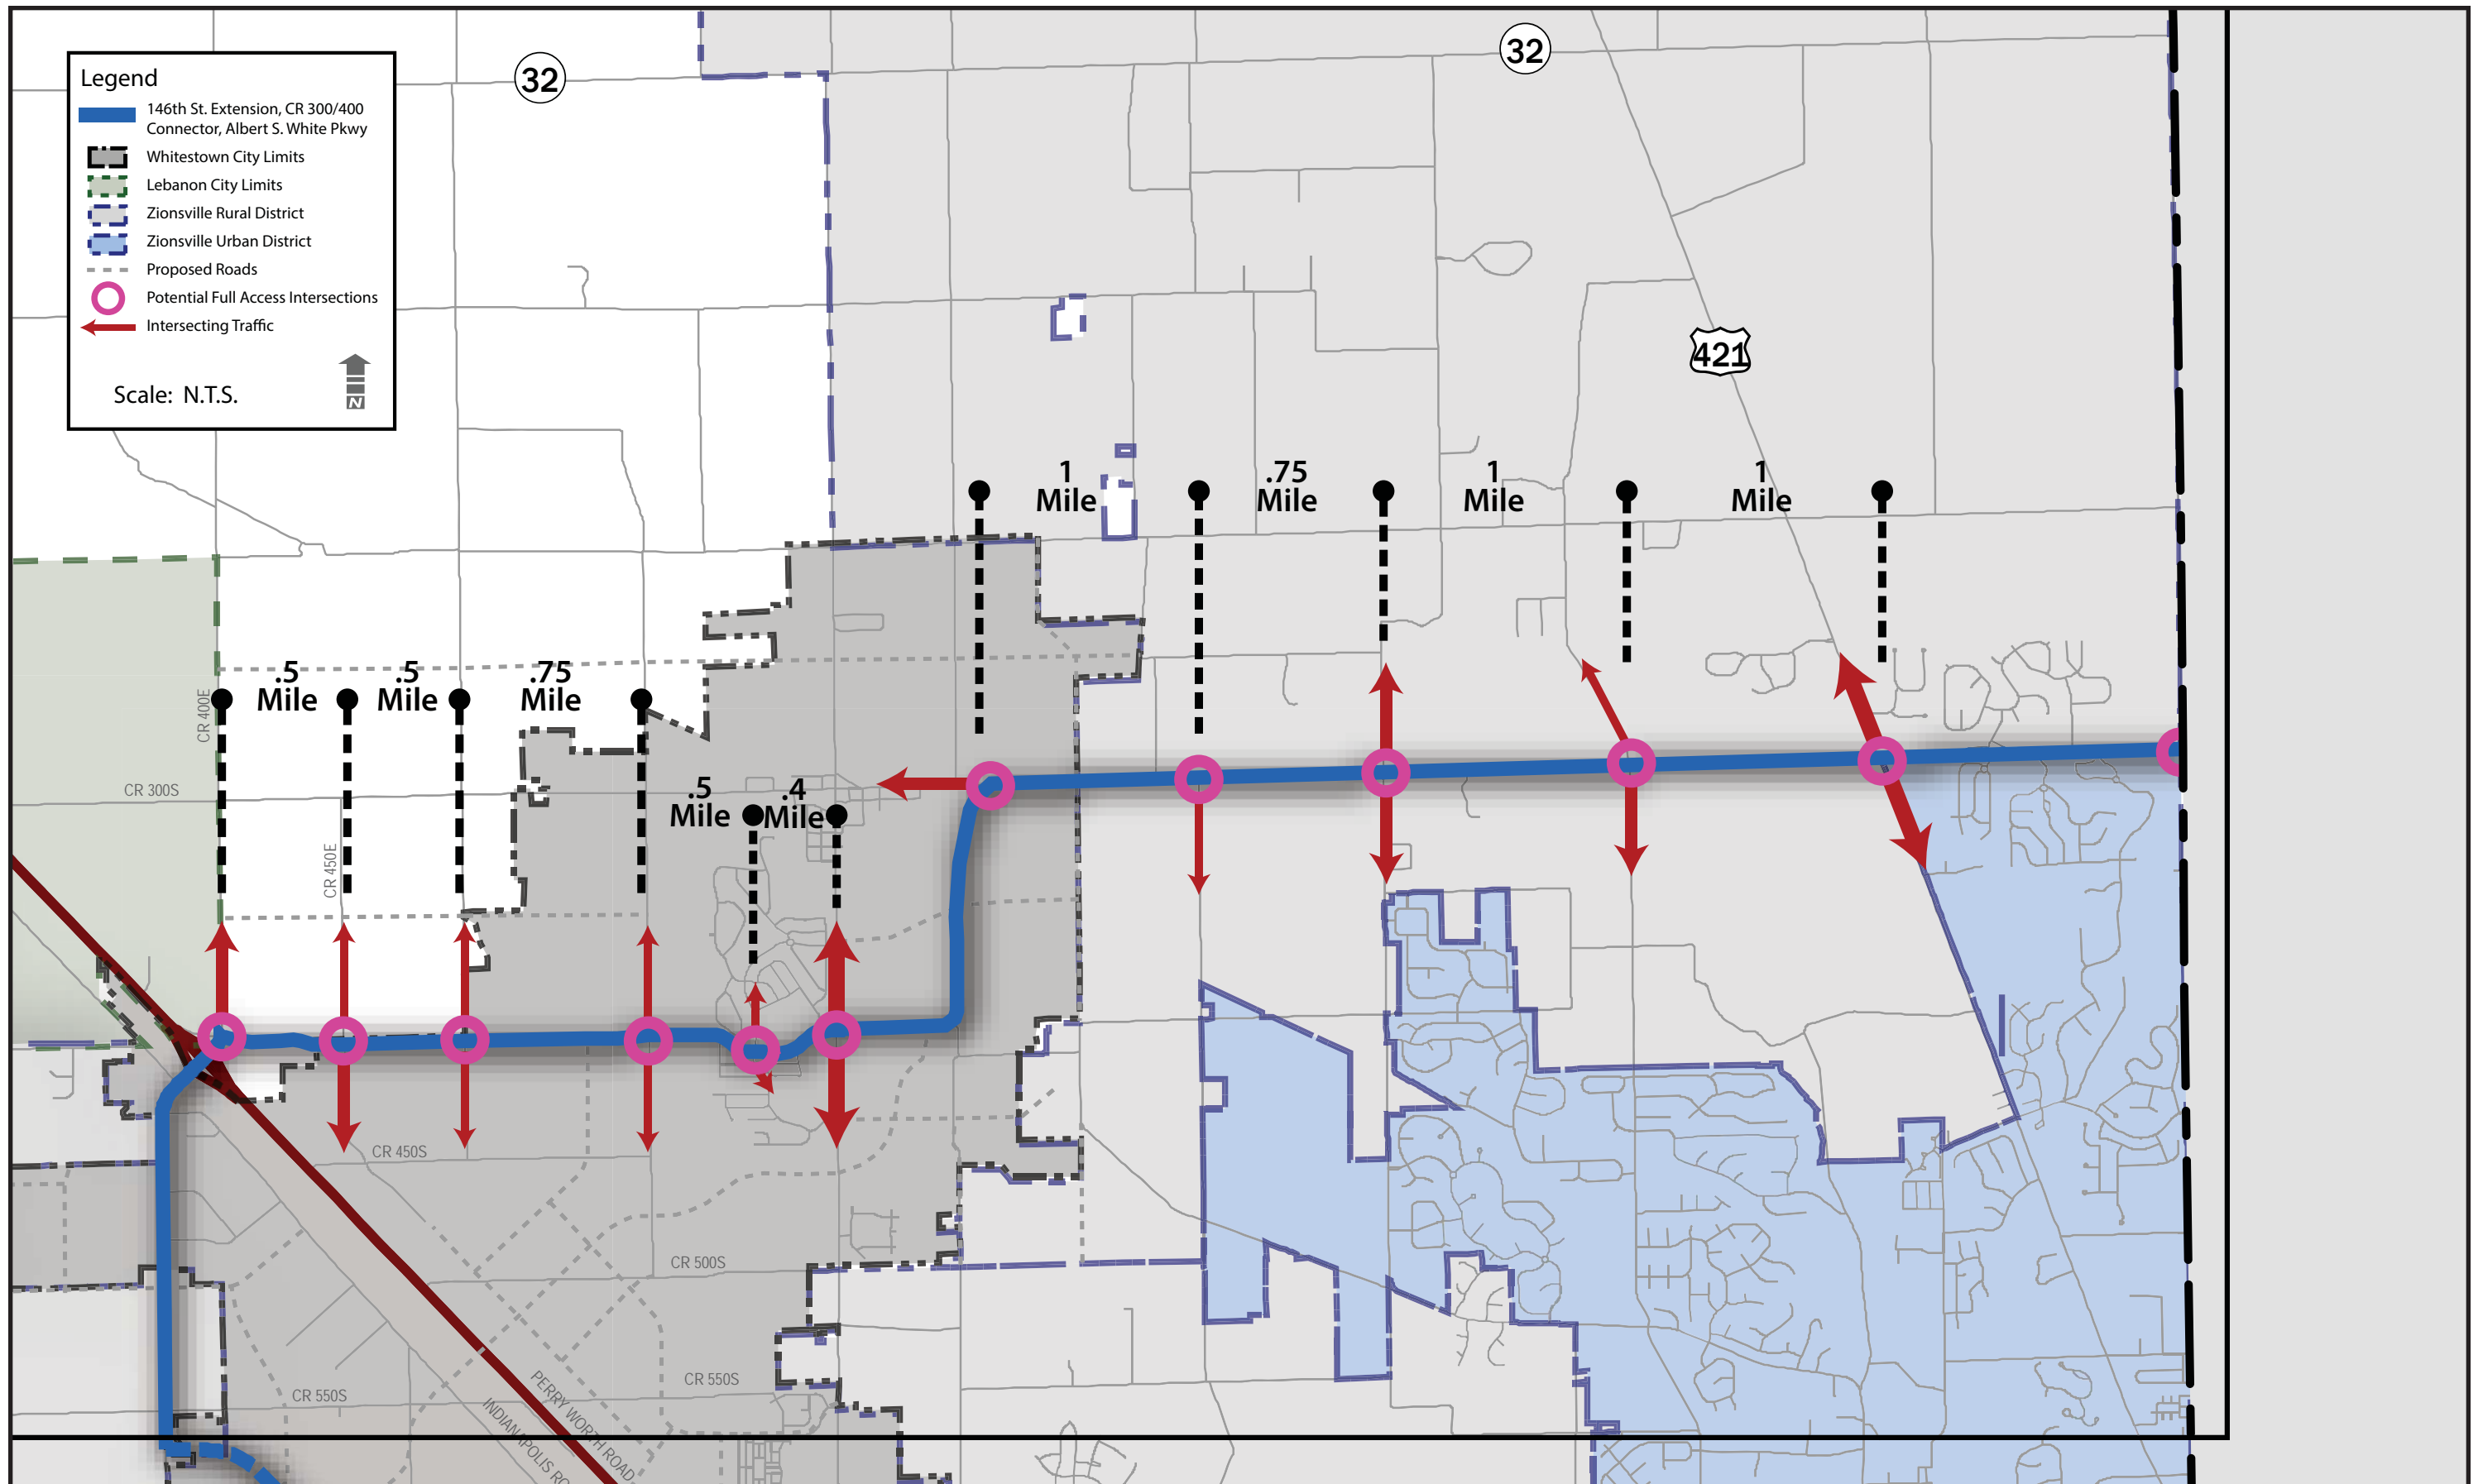 32
32
Legend
146th St. Extension, CR 300/400
Connector, Albert S. White Pkwy
Whitestown City Limits
Lebanon City Limits
Zionsville Rural District
Zionsville Urban District
Proposed Roads
Potential Full Access Intersections
Intersecting Traffic
Scale: N.T.S.
N
421
1
Mile
.75
Mile
1
Mile
1
Mile
.5
Mile
.5
Mile
.75
Mile
CR 400E
CR 300S
.5
Mile
.4
Mile
CR 450E
CR 450S
CR 500S
CR 550S
CR 550S
PERRY WORTH ROAD
INDIANAPOLIS RO